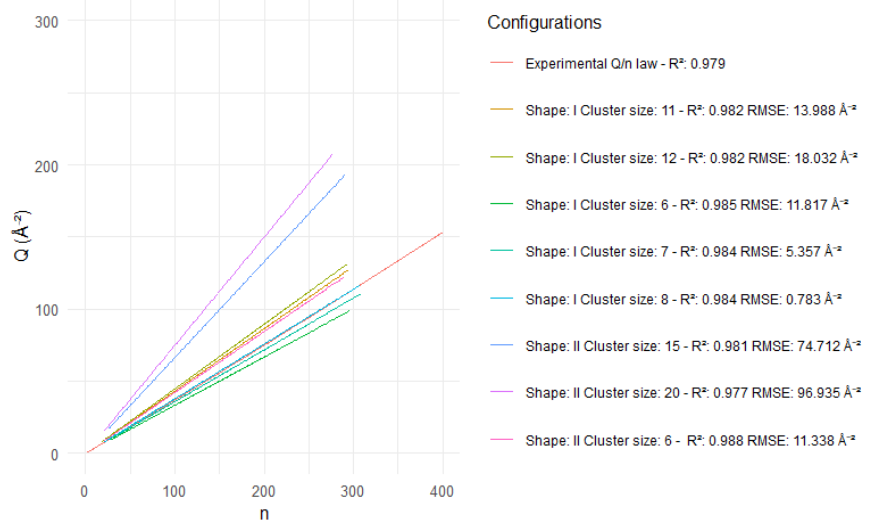 300
200
100
0
Q (Å⁻²)
0 100 200 300 400
n
Configurations
Experimental Q/n law - R²: 0.979
Shape: I Cluster size: 11 - R²: 0.982 RMSE: 13.988 Å⁻²
Shape: I Cluster size: 12 - R²: 0.982 RMSE: 18.032 Å⁻²
Shape: I Cluster size: 6 - R²: 0.985 RMSE: 11.817 Å⁻²
Shape: I Cluster size: 7 - R²: 0.984 RMSE: 5.357 Å⁻²
Shape: I Cluster size: 8 - R²: 0.984 RMSE: 0.783 Å⁻²
Shape: II Cluster size: 15 - R²: 0.981 RMSE: 74.712 Å⁻²
Shape: II Cluster size: 20 - R²: 0.977 RMSE: 96.935 Å⁻²
Shape: II Cluster size: 6 - R²: 0.988 RMSE: 11.338 Å⁻²